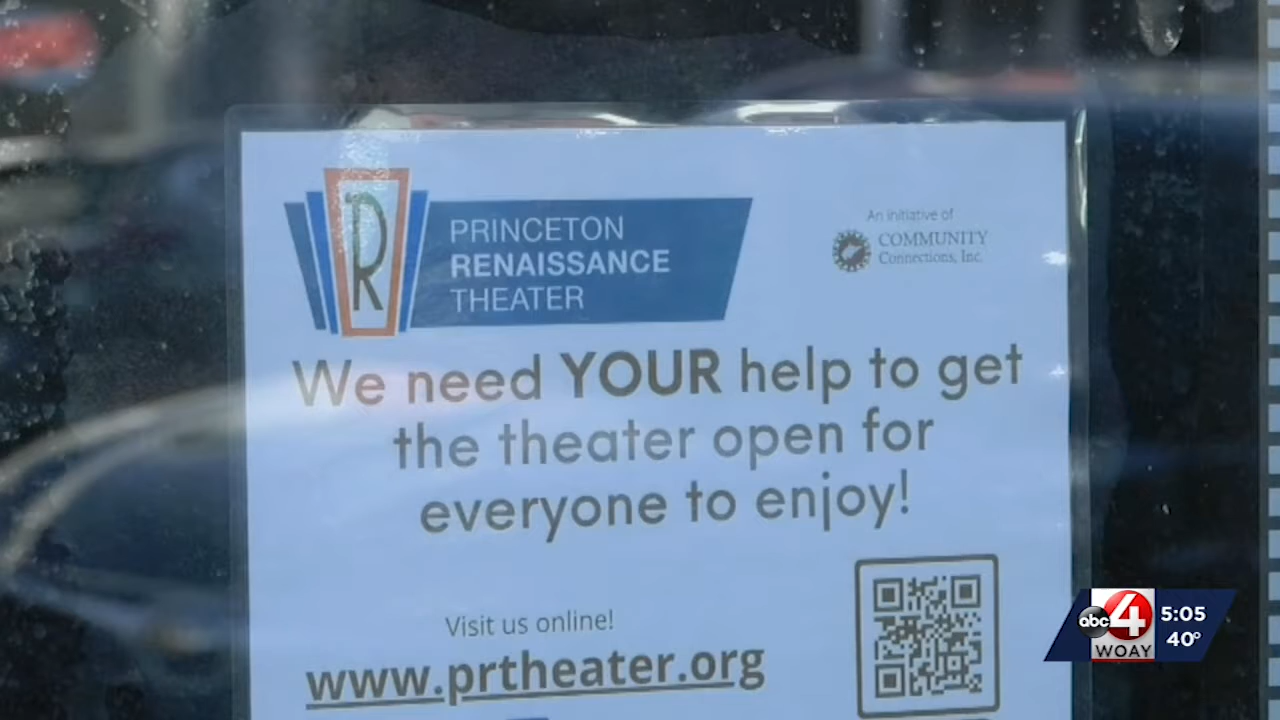 R
PRINCETON
RENAISSANCE
THEATER
An initiative of
COMMUNITY
Connections, Inc.
We need YOUR help to get
the theater open for
everyone to enjoy!
Visit us online!
www.prtheater.org
abc 4
WOAY
5:05
40°